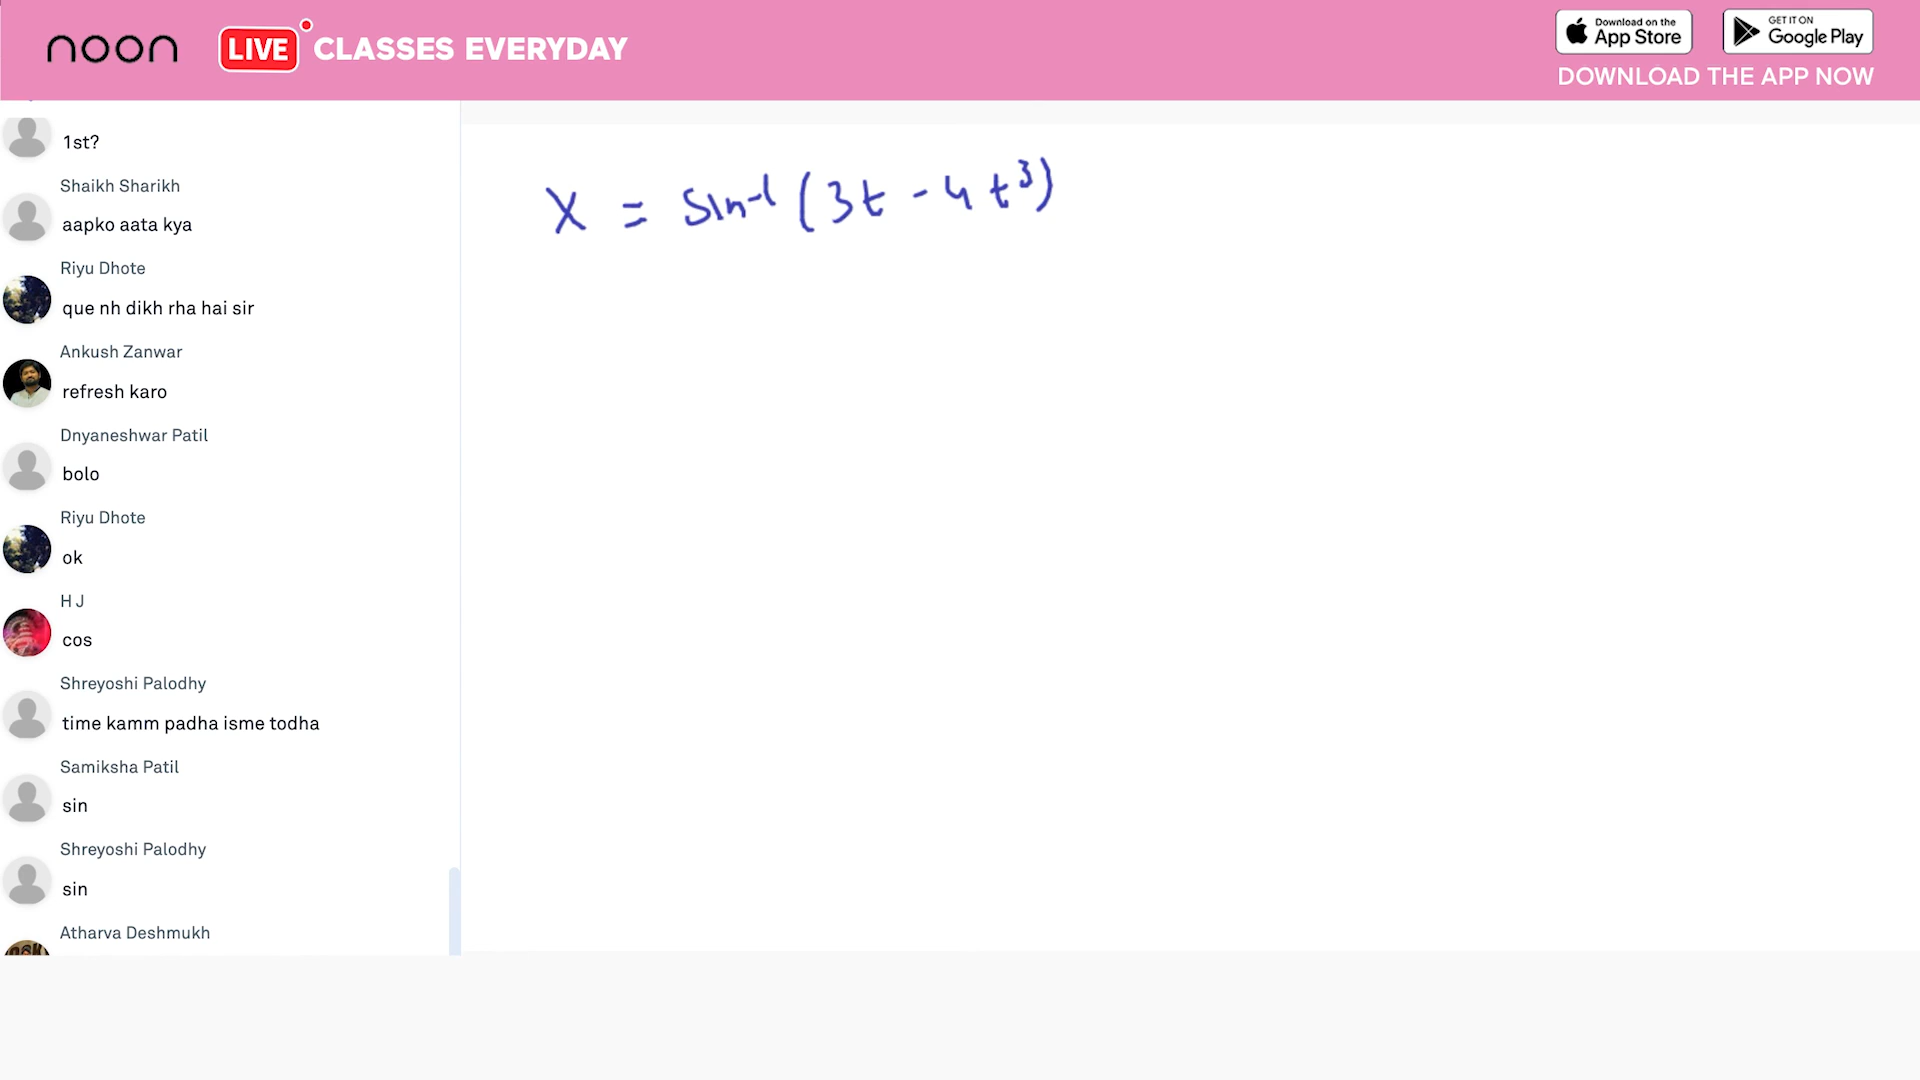 noon LIVE CLASSES EVERYDAY
Download on the App Store
GET IT ON Google Play
DOWNLOAD THE APP NOW
1st?
Shaikh Sharikh
aapko aata kya
Riyu Dhote
que nh dikh rha hai sir
Ankush Zanwar
refresh karo
Dnyaneshwar Patil
bolo
Riyu Dhote
ok
H J
cos
Shreyoshi Palodhy
time kamm padha isme todha
Samiksha Patil
sin
Shreyoshi Palodhy
sin
Atharva Deshmukh
x = sin-1 (3t - 4t³)